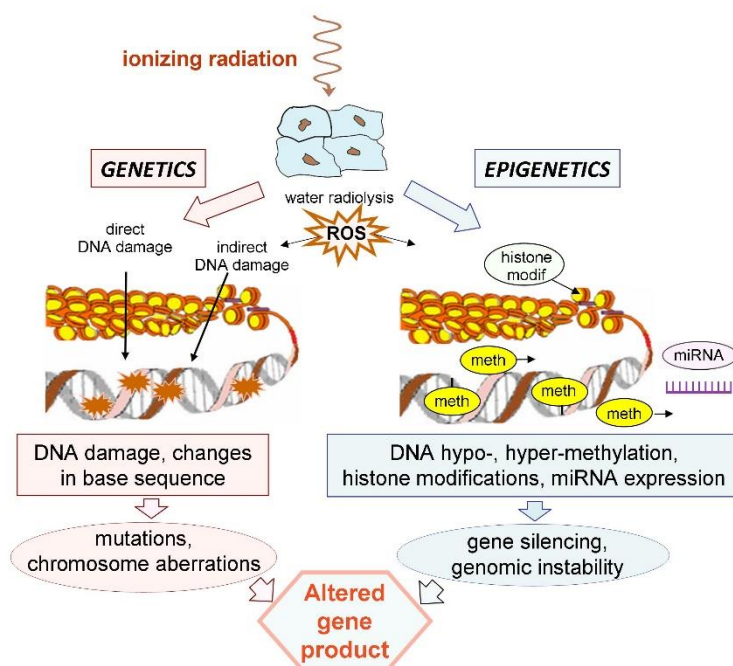 ionizing radiation
GENETICS
EPIGENETICS
water radiolysis
ROS
direct
DNA damage
indirect
DNA damage
histone
modif
meth
miRNA
meth
meth
meth
DNA damage, changes
in base sequence
DNA hypo-, hyper-methylation,
histone modifications, miRNA expression
mutations,
chromosome aberrations
gene silencing,
genomic instability
Altered
gene
product